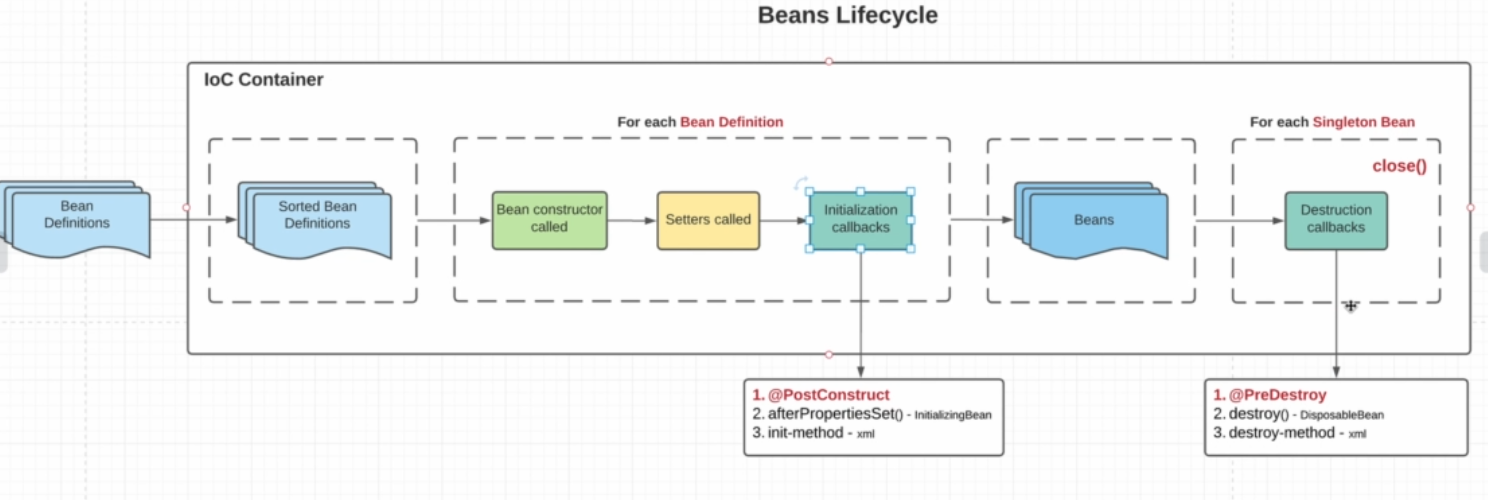 Beans Lifecycle
IoC Container
For each Bean Definition
For each Singleton Bean
close()
Bean
Definitions
Sorted Bean
Definitions
Bean constructor
called
Setters called
Initialization
callbacks
Beans
Destruction
callbacks
1. @PostConstruct
2. afterPropertiesSet() - InitializingBean
3. init-method - xml
1. @PreDestroy
2. destroy() - DisposableBean
3. destroy-method - xml